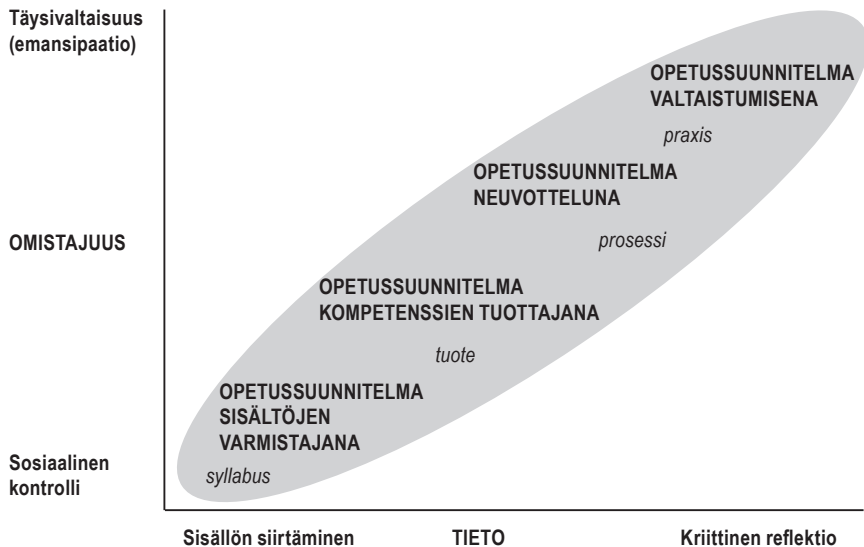 Täysivaltaisuus
(emansipaatio)
OPETUSSUUNNITELMA
VALTAISTUMISENA
praxis
OPETUSSUUNNITELMA
NEUVOTTELUNA
OMISTAJUUS
prosessi
OPETUSSUUNNITELMA
KOMPETENSSIEN TUOTTAJANA
tuote
OPETUSSUUNNITELMA
SISÄLTÖJEN
VARMISTAJANA
Sosiaalinen
kontrolli
syllabus
Sisällön siirtäminen
TIETO
Kriittinen reflektio